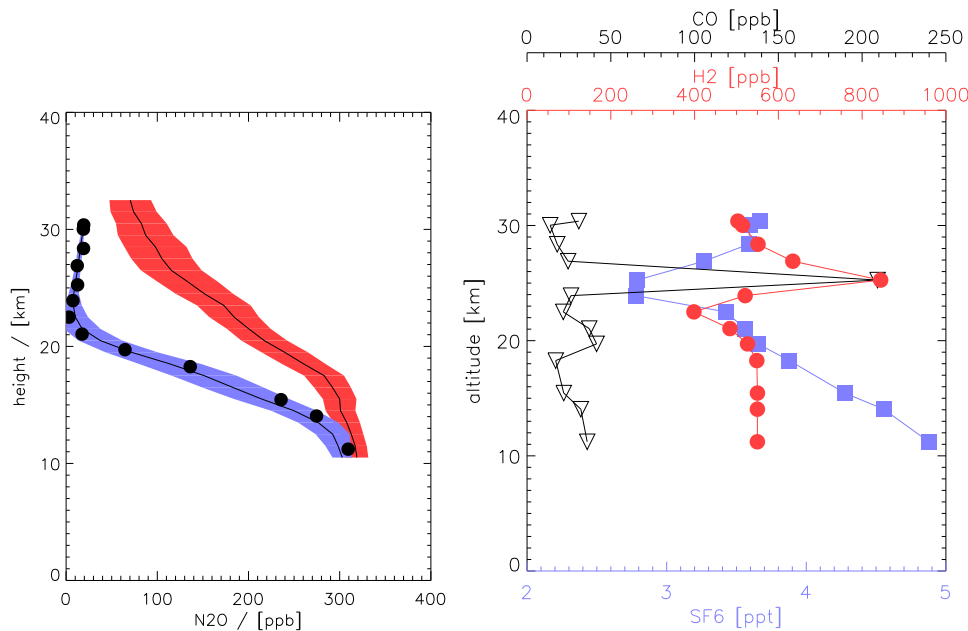 CO [ppb]
0 50 100 150 200 250
H2 [ppb]
0 200 400 600 800 1000
40
30
20
10
0
height / [km]
0 100 200 300 400
N2O / [ppb]
40
30
20
10
0
altitude [km]
2 3 4 5
SF6 [ppt]